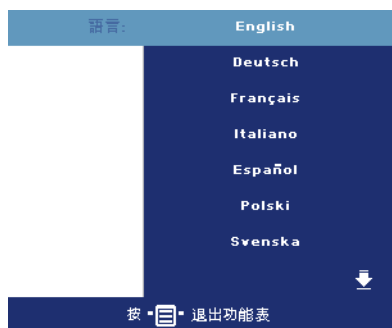 語言: English
Deutsch
Français
Italiano
Español
Polski
Svenska
按 退出功能表